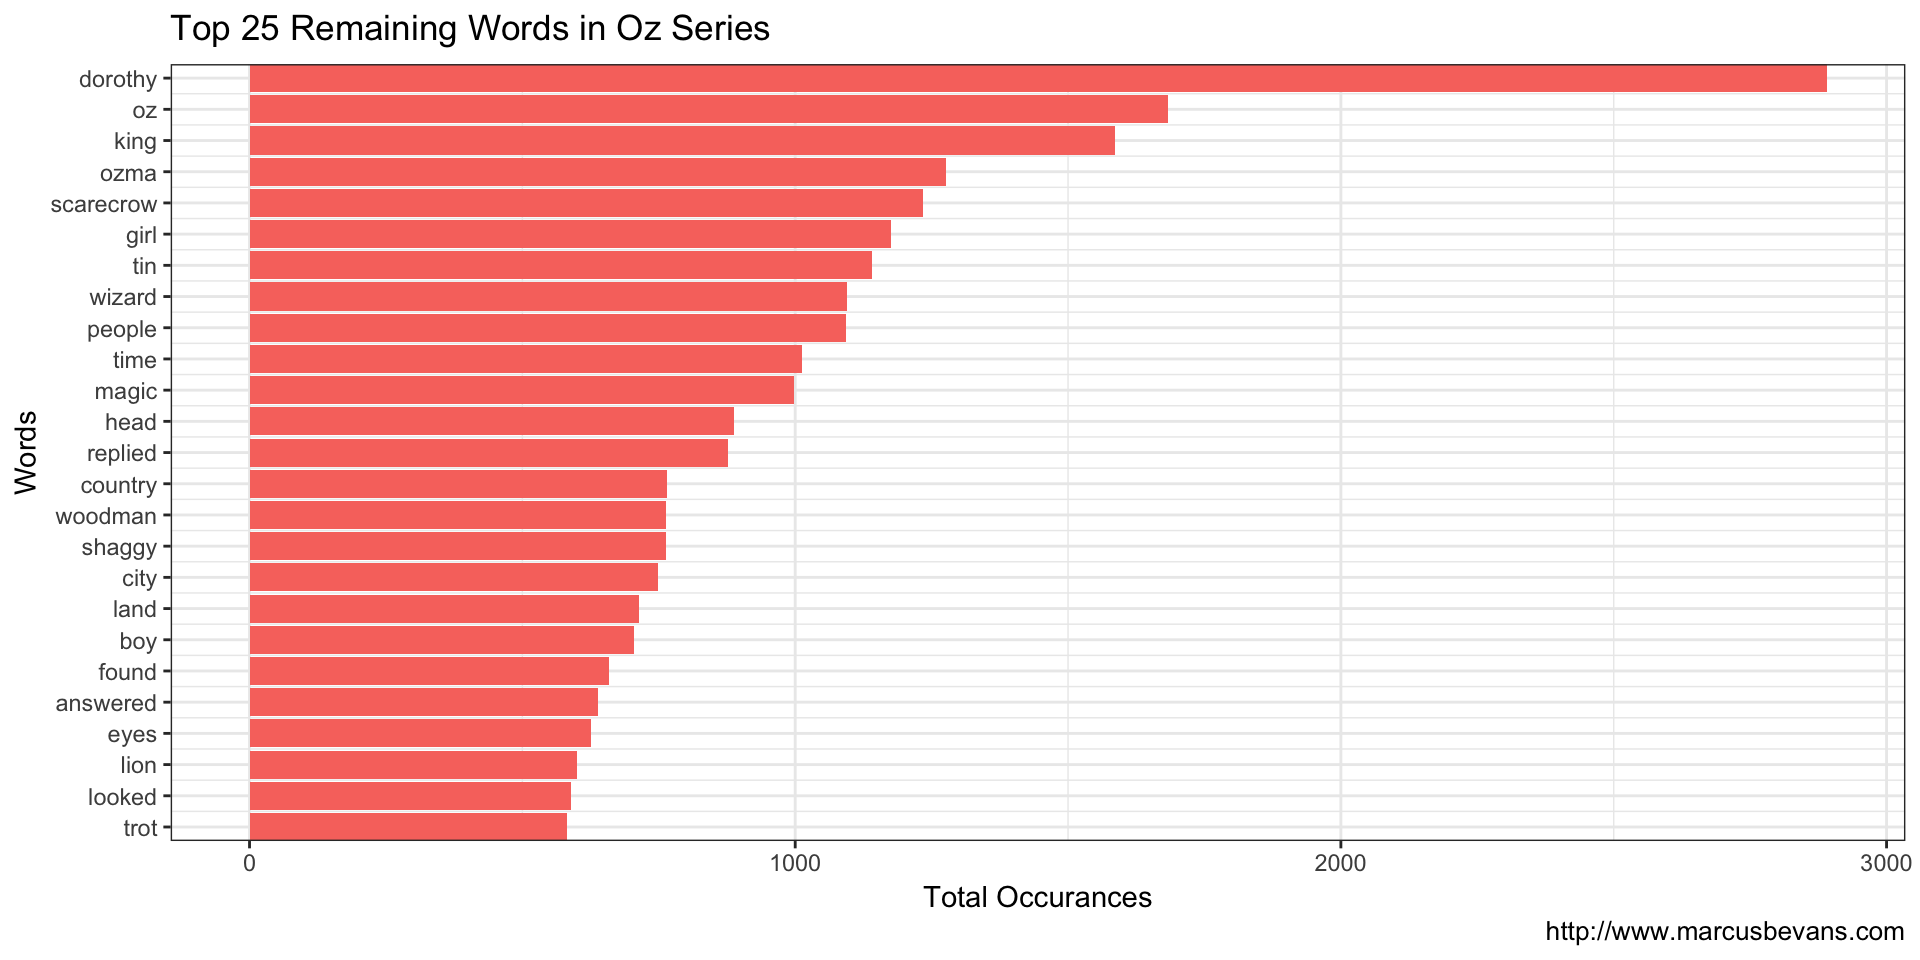 Top 25 Remaining Words in Oz Series
dorothy
oz
king
ozma
scarecrow
girl
tin
wizard
people
time
magic
head
replied
country
woodman
shaggy
city
land
boy
found
answered
eyes
lion
looked
trot
Words
0 1000 2000 3000
Total Occurances
http://www.marcusbevans.com